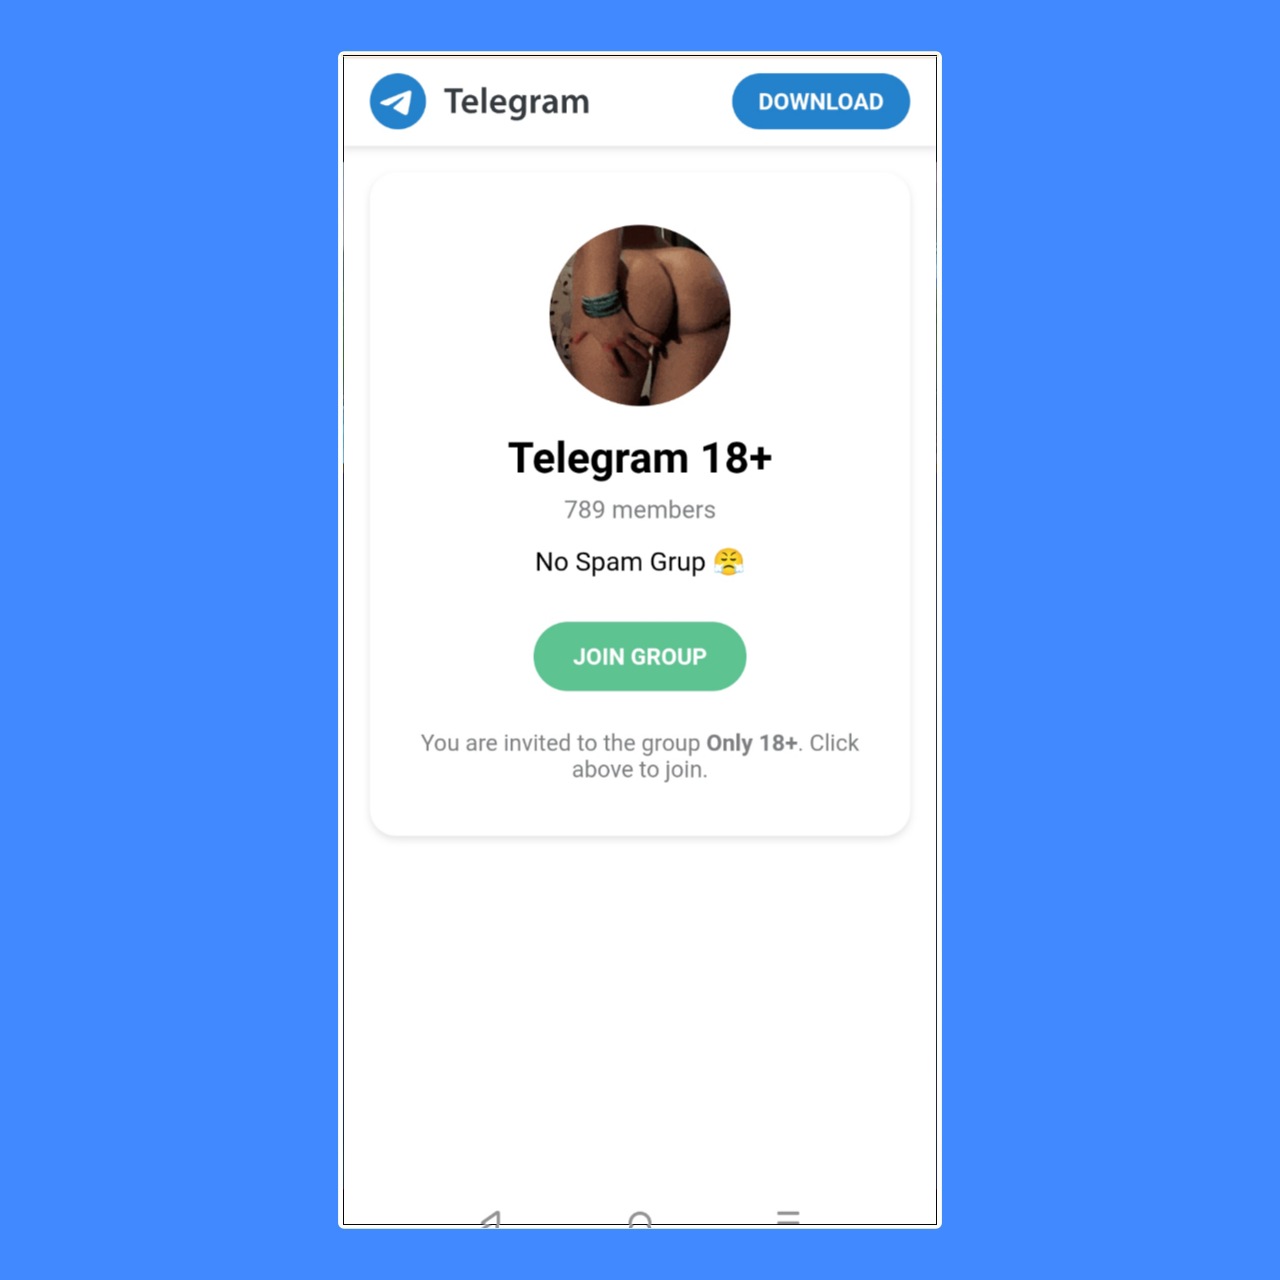 Telegram
DOWNLOAD
Telegram 18+
789 members
No Spam Grup 😤
JOIN GROUP
You are invited to the group Only 18+. Click
above to join.